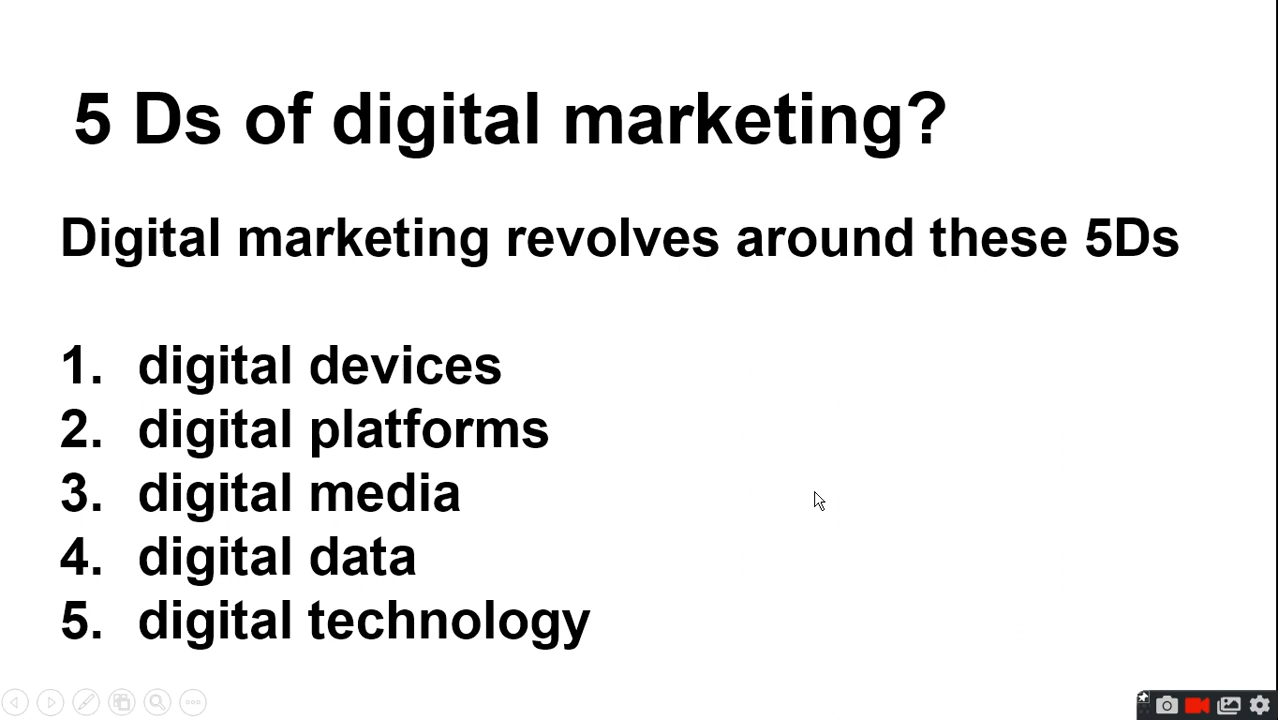 5 Ds of digital marketing?
Digital marketing revolves around these 5Ds
1. digital devices
2. digital platforms
3. digital media
4. digital data
5. digital technology